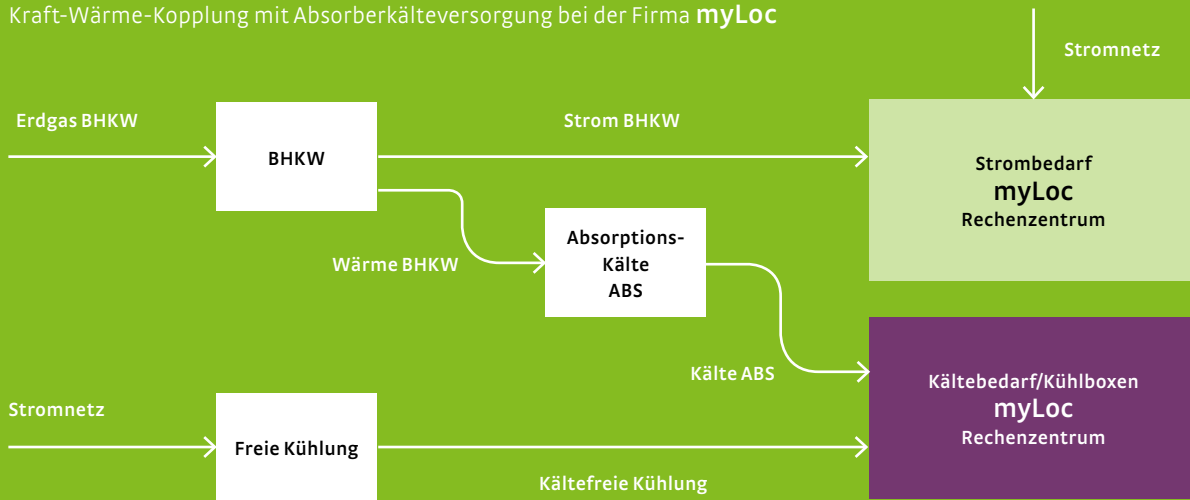 Kraft-Wärme-Kopplung mit Absorberkälteversorgung bei der Firma myLoc
Stromnetz
Erdgas BHKW
BHKW
Strom BHKW
Strombedarf
myLoc
Rechenzentrum
Wärme BHKW
Absorptions-
Kälte
ABS
Kälte ABS
Kältebedarf/Kühlboxen
myLoc
Rechenzentrum
Stromnetz
Freie Kühlung
Kältefreie Kühlung